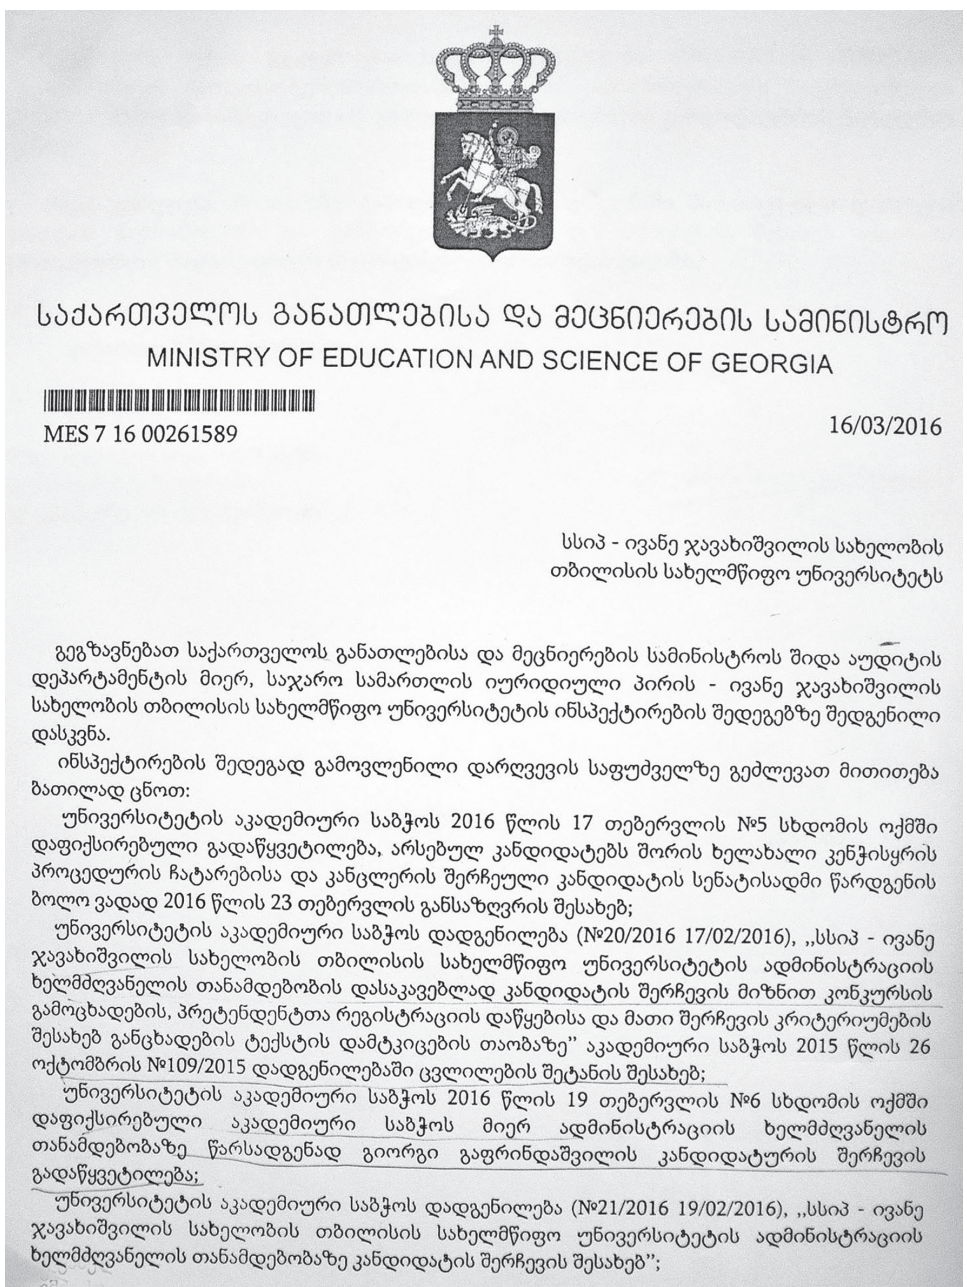 საქართველოს განათლებისა და მეცნიერების სამინისტრო
MINISTRY OF EDUCATION AND SCIENCE OF GEORGIA
MES 7 16 00261589
16/03/2016
სსიპ - ივანე ჯავახიშვილის სახელობის
თბილისის სახელმწიფო უნივერსიტეტს
გეგზავნებათ საქართველოს განათლებისა და მეცნიერების სამინისტროს შიდა აუდიტის
დეპარტამენტის მიერ, საჯარო სამართლის იურიდიული პირის - ივანე ჯავახიშვილის
სახელობის თბილისის სახელმწიფო უნივერსიტეტის ინსპექტირების შედეგებზე შედგენილი
დასკვნა.
ინსპექტირების შედეგად გამოვლენილი დარღვევის საფუძველზე გეძლევათ მითითება
ბათილად ცნოთ:
უნივერსიტეტის აკადემიური საბჭოს 2016 წლის 17 თებერვლის №5 სხდომის ოქმში
დაფიქსირებული გადაწყვეტილება, არსებულ კანდიდატებს შორის ხელახალი კენჭისყრის
პროცედურის ჩატარებისა და კანცლერის შერჩეული კანდიდატის სენატისადმი წარდგენის
ბოლო ვადად 2016 წლის 23 თებერვლის განსაზღვრის შესახებ;
უნივერსიტეტის აკადემიური საბჭოს დადგენილება (№20/2016 17/02/2016), ,,სსიპ - ივანე
ჯავახიშვილის სახელობის თბილისის სახელმწიფო უნივერსიტეტის ადმინისტრაციის
ხელმძღვანელის თანამდებობის დასაკავებლად კანდიდატის შერჩევის მიზნით კონკურსის
გამოცხადების, პრეტენდენტთა რეგისტრაციის დაწყებისა და მათი შერჩევის კრიტერიუმების
შესახებ განცხადების ტექსტის დამტკიცების თაობაზე” აკადემიური საბჭოს 2015 წლის 26
ოქტომბრის №109/2015 დადგენილებაში ცვლილების შეტანის შესახებ;
უნივერსიტეტის აკადემიური საბჭოს 2016 წლის 19 თებერვლის №6 სხდომის ოქმში
დაფიქსირებული აკადემიური საბჭოს მიერ ადმინისტრაციის ხელმძღვანელის
თანამდებობაზე წარსადგენად გიორგი გაფრინდაშვილის კანდიდატურის შერჩევის
გადაწყვეტილება;
უნივერსიტეტის აკადემიური საბჭოს დადგენილება (№21/2016 19/02/2016), ,,სსიპ - ივანე
ჯავახიშვილის სახელობის თბილისის სახელმწიფო უნივერსიტეტის ადმინისტრაციის
ხელმძღვანელის თანამდებობაზე კანდიდატის შერჩევის შესახებ”;